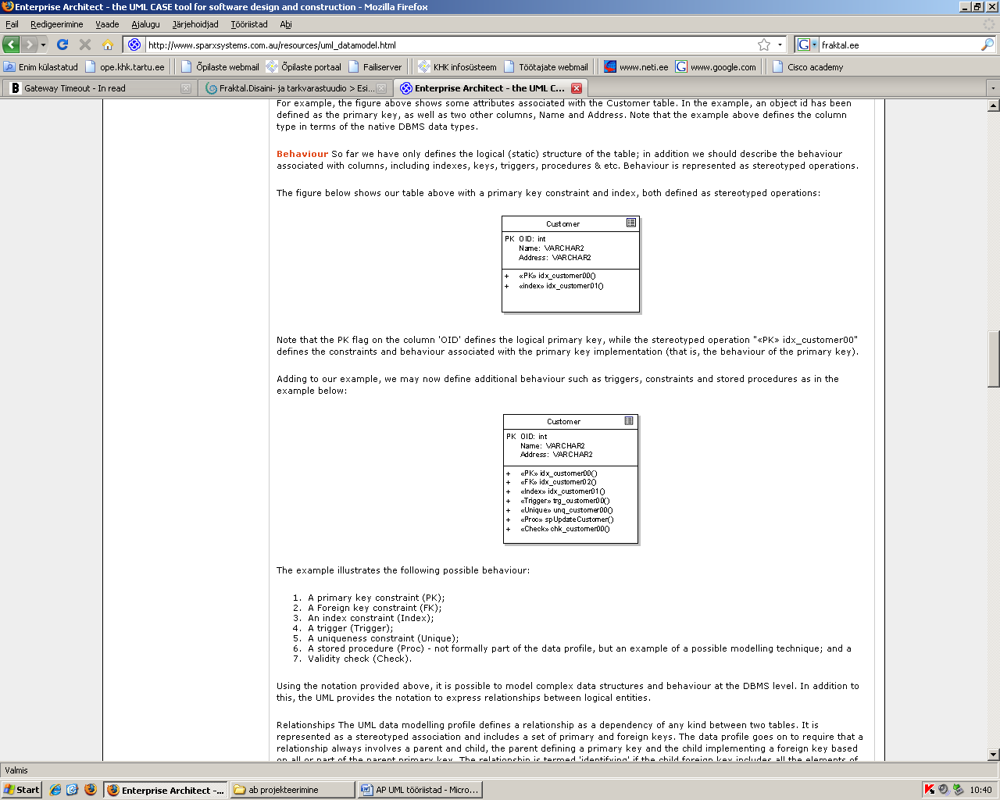 Enterprise Architect - the UML CASE tool for software design and construction - Mozilla Firefox
Fail Redigeerimine Vaade Ajalugu Järjehoidjad Tööriistad Abi
http://www.sparxsystems.com.au/resources/uml_datamodel.html
fraktal.ee
Enim külastatud ope.khk.tartu.ee Õpilaste webmail Õpilaste portaal Failiserver KHK infosüsteem Töötajate webmail www.neti.ee www.google.com Cisco academy
Gateway Timeout - In read
Fraktal.Disaini- ja tarkvarastuudio > Esi...
Enterprise Architect - the UML C...
For example, the figure above shows some attributes associated with the Customer table. In the example, an object id has been
defined as the primary key, as well as two other columns, Name and Address. Note that the example above defines the column
type in terms of the native DBMS data types.
Behaviour So far we have only defines the logical (static) structure of the table; in addition we should describe the behaviour
associated with columns, including indexes, keys, triggers, procedures & etc. Behaviour is represented as stereotyped operations.
The figure below shows our table above with a primary key constraint and index, both defined as stereotyped operations:
Customer
PK OID: int
Name: VARCHAR2
Address: VARCHAR2
+ «PK» idx_customer00()
+ «index» idx_customer01()
Note that the PK flag on the column 'OID' defines the logical primary key, while the stereotyped operation "«PK» idx_customer00"
defines the constraints and behaviour associated with the primary key implementation (that is, the behaviour of the primary key).
Adding to our example, we may now define additional behaviour such as triggers, constraints and stored procedures as in the
example below:
Customer
PK OID: int
Name: VARCHAR2
Address: VARCHAR2
+ «PK» idx_customer00()
+ «FK» idx_customer02()
+ «Index» idx_customer01()
+ «Trigger» trg_customer00()
+ «Unique» unq_customer00()
+ «Proc» spUpdateCustomer()
+ «Check» chk_customer00()
The example illustrates the following possible behaviour:
1. A primary key constraint (PK);
2. A Foreign key constraint (FK);
3. An index constraint (Index);
4. A trigger (Trigger);
5. A uniqueness constraint (Unique);
6. A stored procedure (Proc) - not formally part of the data profile, but an example of a possible modelling technique; and a
7. Validity check (Check).
Using the notation provided above, it is possible to model complex data structures and behaviour at the DBMS level. In addition to
this, the UML provides the notation to express relationships between logical entities.
Relationships The UML data modelling profile defines a relationship as a dependency of any kind between two tables. It is
represented as a stereotyped association and includes a set of primary and foreign keys. The data profile goes on to require that a
relationship always involves a parent and child, the parent defining a primary key and the child implementing a foreign key based
on all or part of the parent primary key. The relationship is termed 'identifying' if the child foreign key includes all the elements of
Valmis
Start
Enterprise Architect -...
ab projekteerimine
AP UML tööriistad - Micro...
10:40